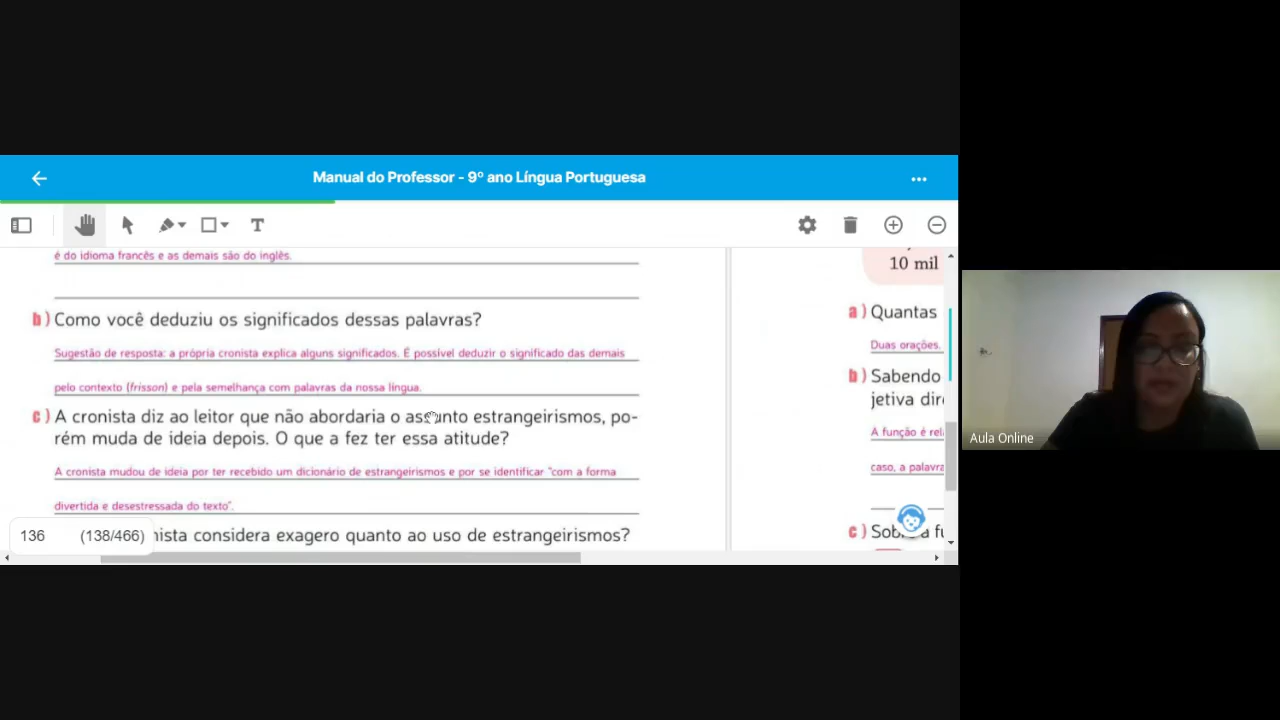 Manual do Professor - 9º ano Língua Portuguesa
é do idioma francês e as demais são do inglês.
b) Como você deduziu os significados dessas palavras?
Sugestão de resposta: a própria cronista explica alguns significados. É possível deduzir o significado das demais
pelo contexto (frisson) e pela semelhança com palavras da nossa língua.
c) A cronista diz ao leitor que não abordaria o assunto estrangeirismos, po-
rém muda de ideia depois. O que a fez ter essa atitude?
A cronista mudou de ideia por ter recebido um dicionário de estrangeirismos e por se identificar "com a forma
divertida e desestressada do texto".
considera exagero quanto ao uso de estrangeirismos?
136 (138/466)
10 mil
a) Quantas
Duas orações.
b) Sabendo
jetiva dire
A função é rel
caso, a palavra
c)
Aula Online